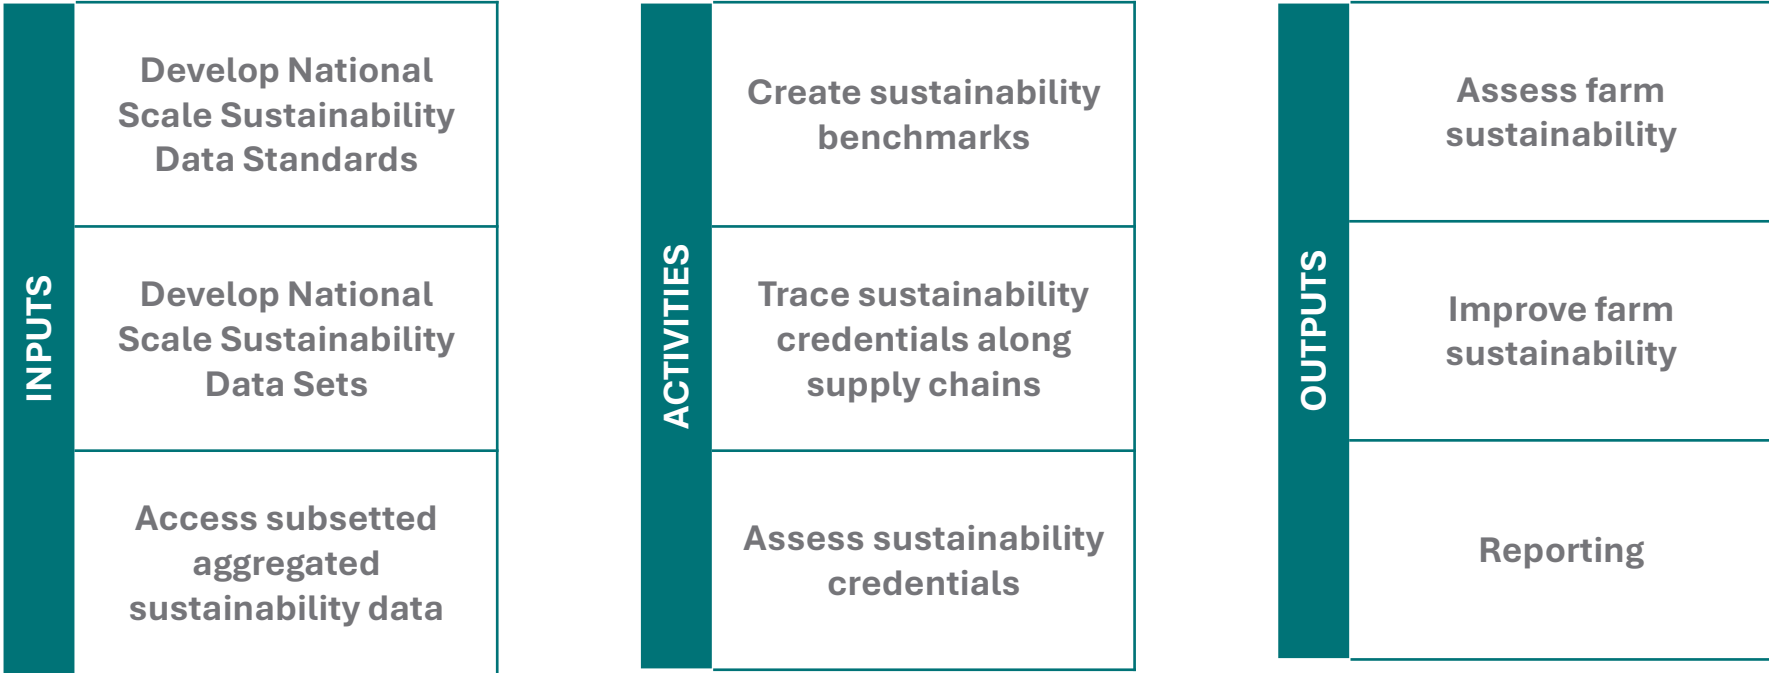 INPUTS
Develop National
Scale Sustainability
Data Standards
Develop National
Scale Sustainability
Data Sets
Access subsetted
aggregated
sustainability data
ACTIVITIES
Create sustainability
benchmarks
Trace sustainability
credentials along
supply chains
Assess sustainability
credentials
OUTPUTS
Assess farm
sustainability
Improve farm
sustainability
Reporting